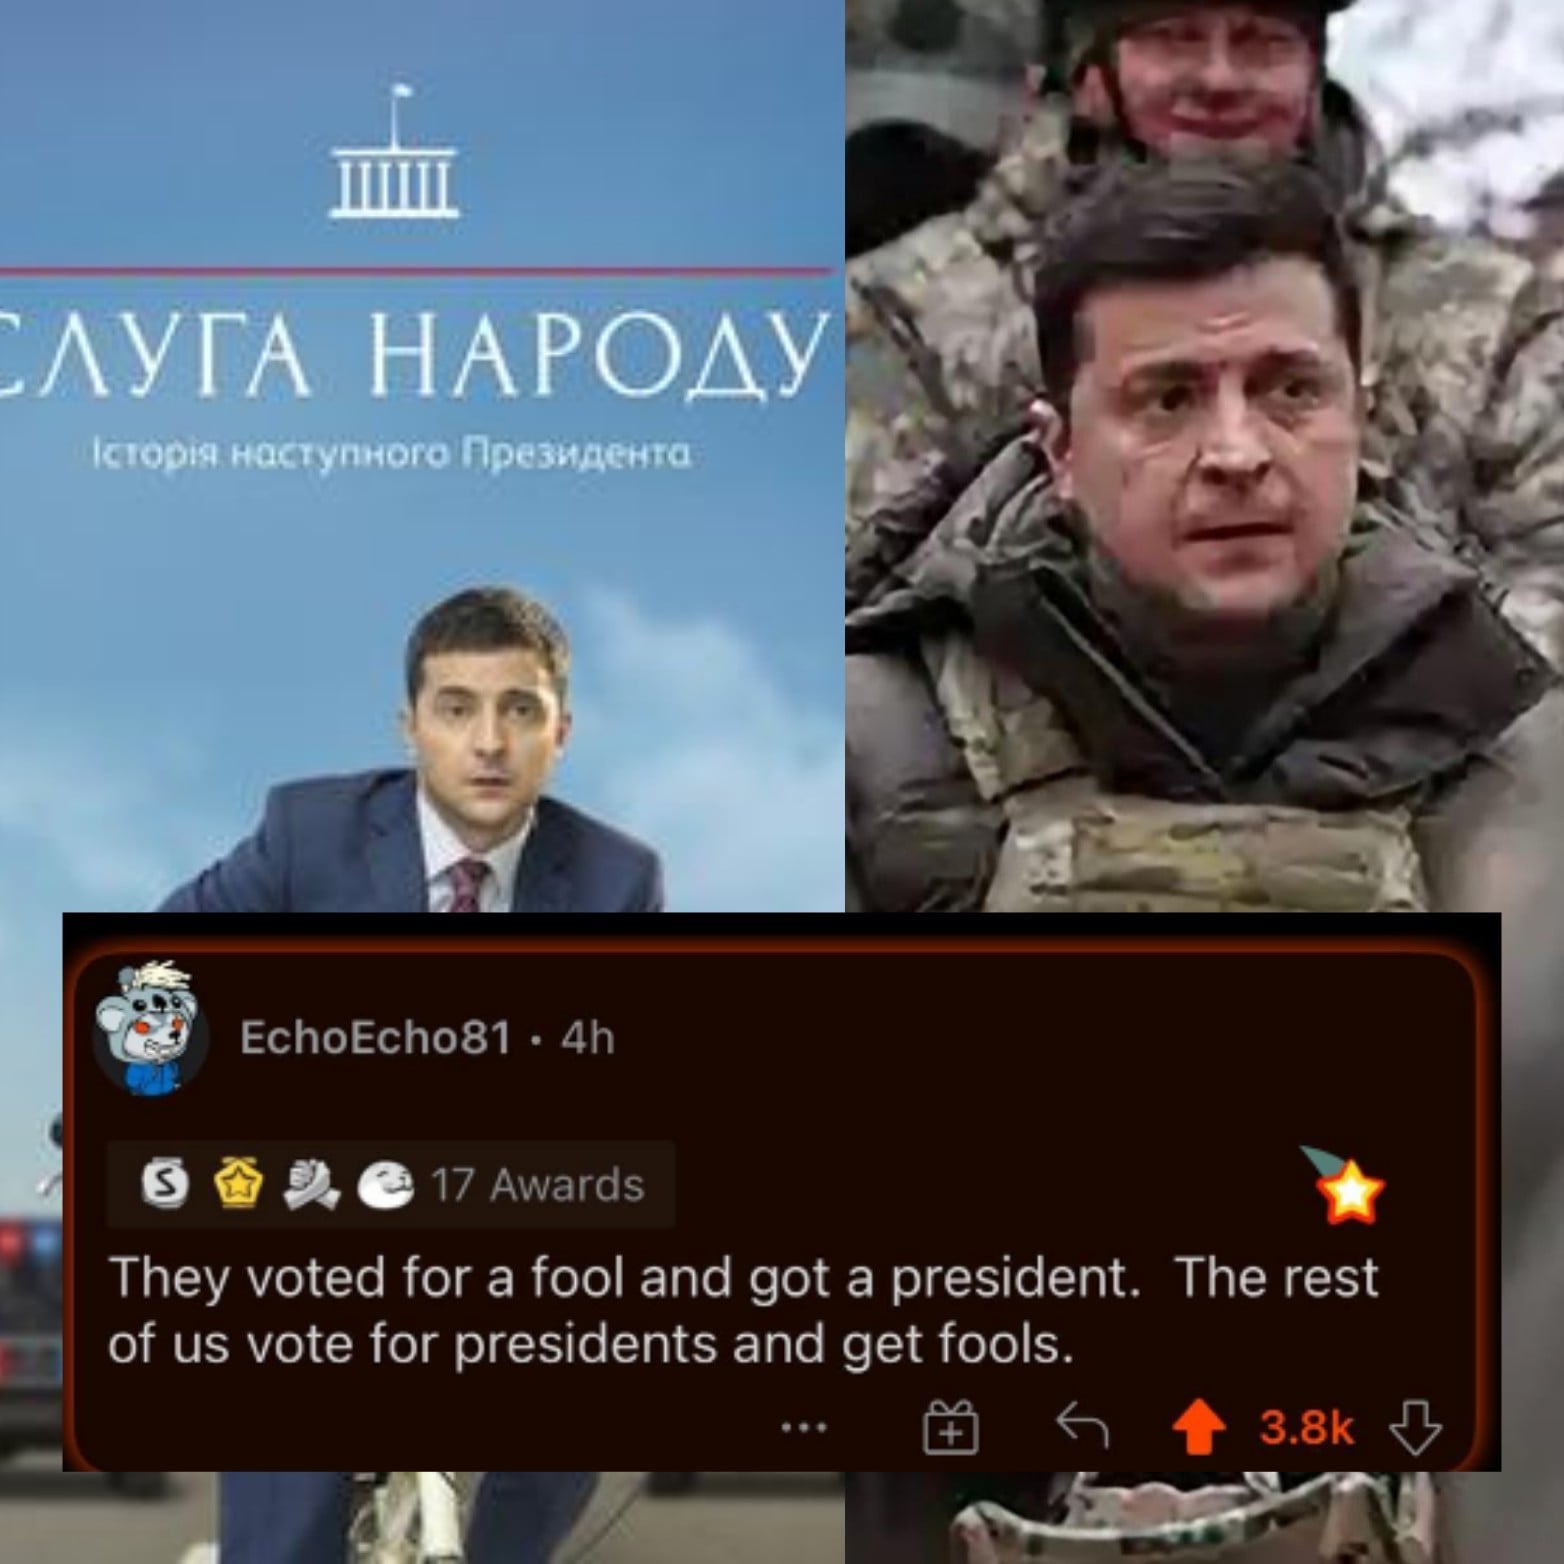 СЛУГА НАРОДУ
Історія наступного Президента
EchoEcho81 · 4h
S 17 Awards
They voted for a fool and got a president. The rest
of us vote for presidents and get fools.
3.8k